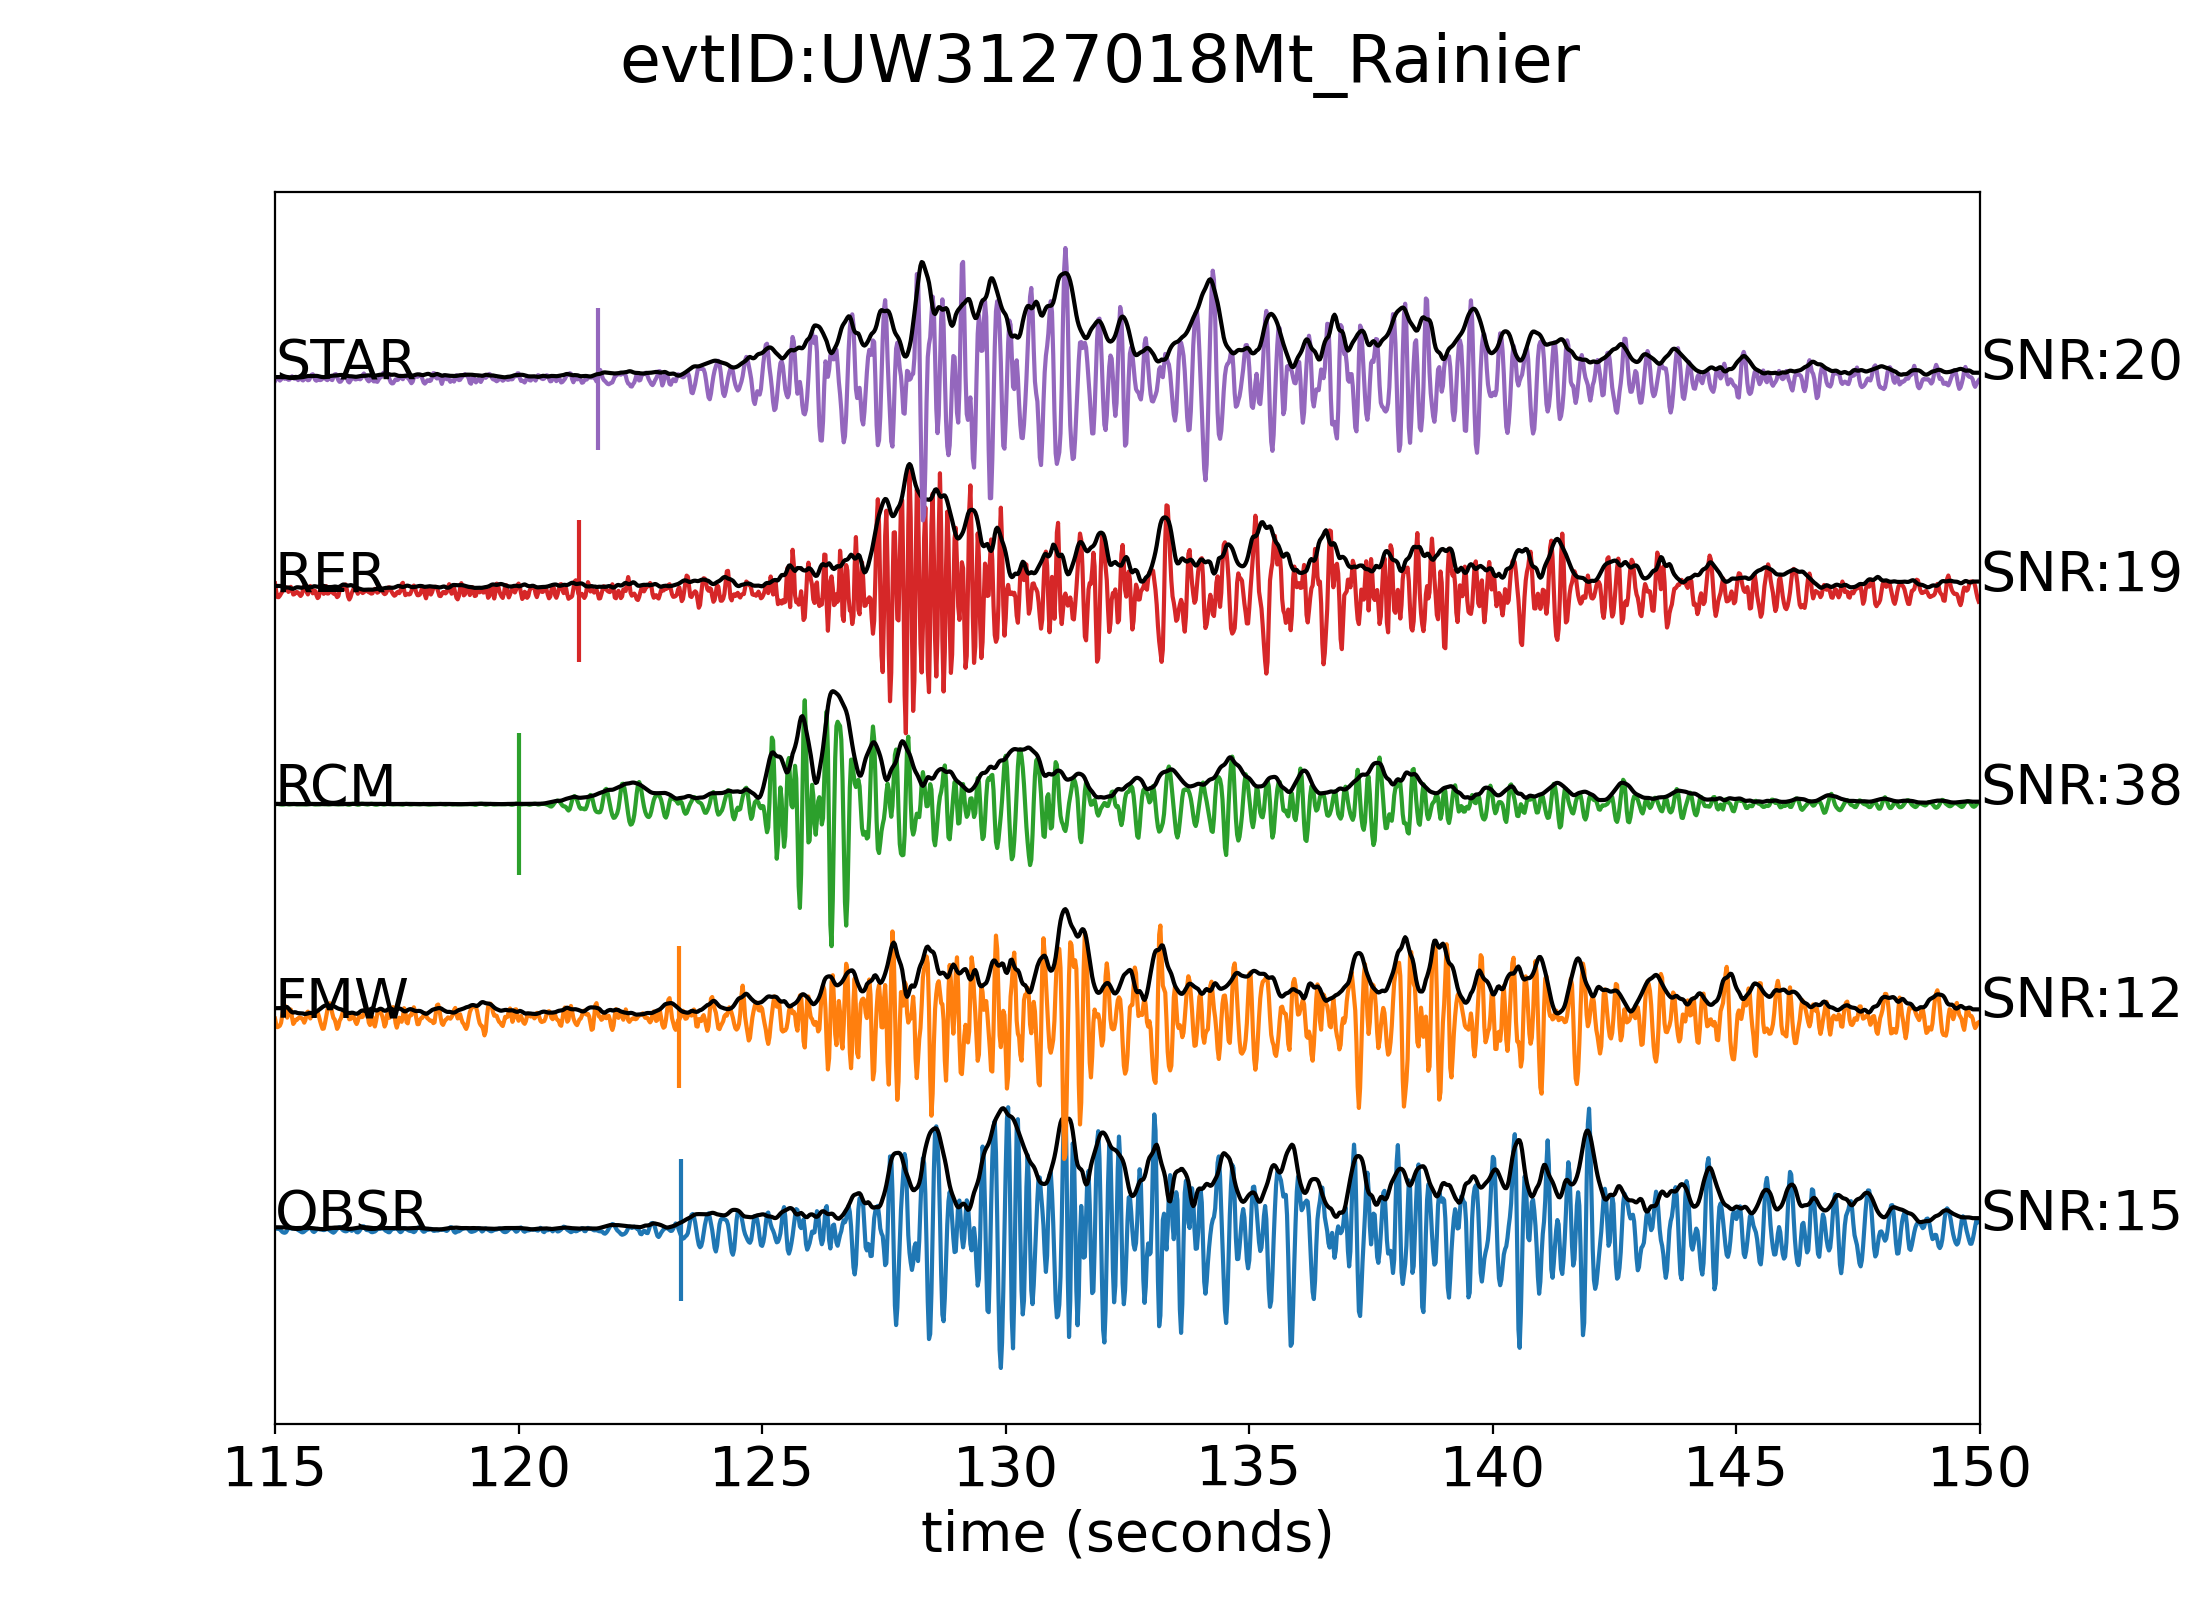 evtID:UW3127018Mt_Rainier
STAR SNR:20
RER SNR:19
RCM SNR:38
FMW SNR:12
OBSR SNR:15
115 120 125 130 135 140 145 150
time (seconds)